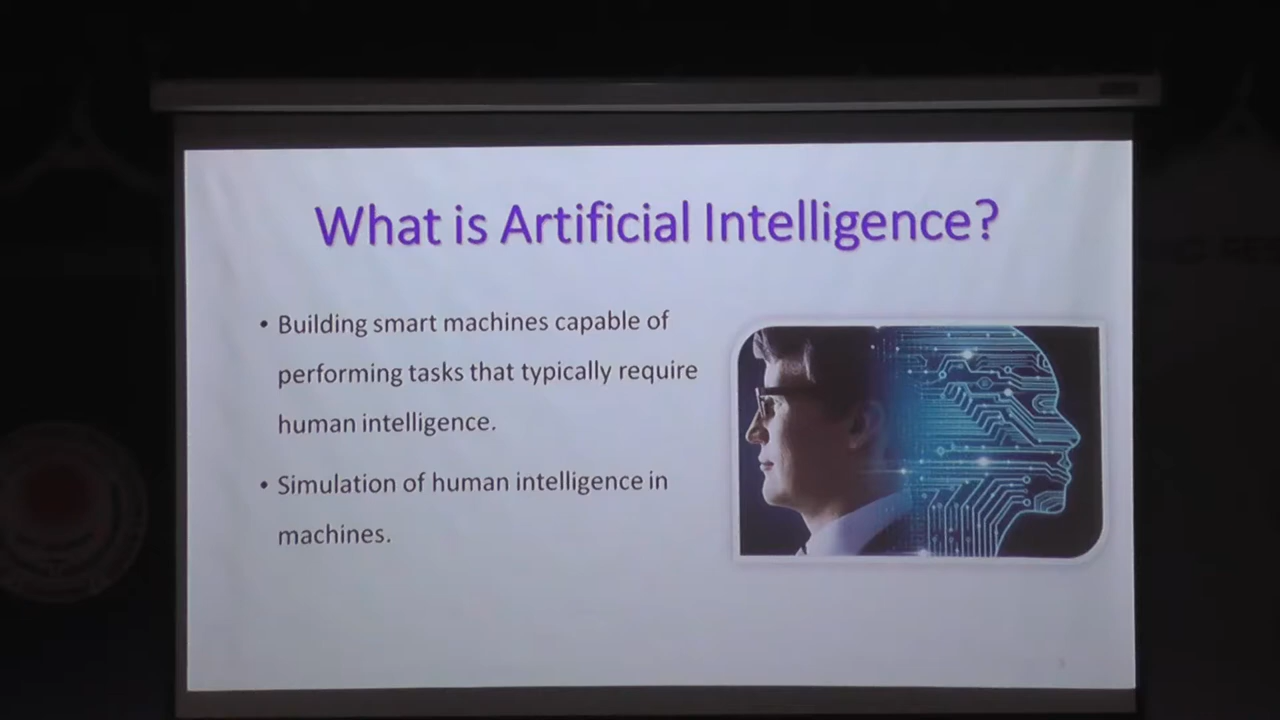 What is Artificial Intelligence?
• Building smart machines capable of
performing tasks that typically require
human intelligence.
• Simulation of human intelligence in
machines.